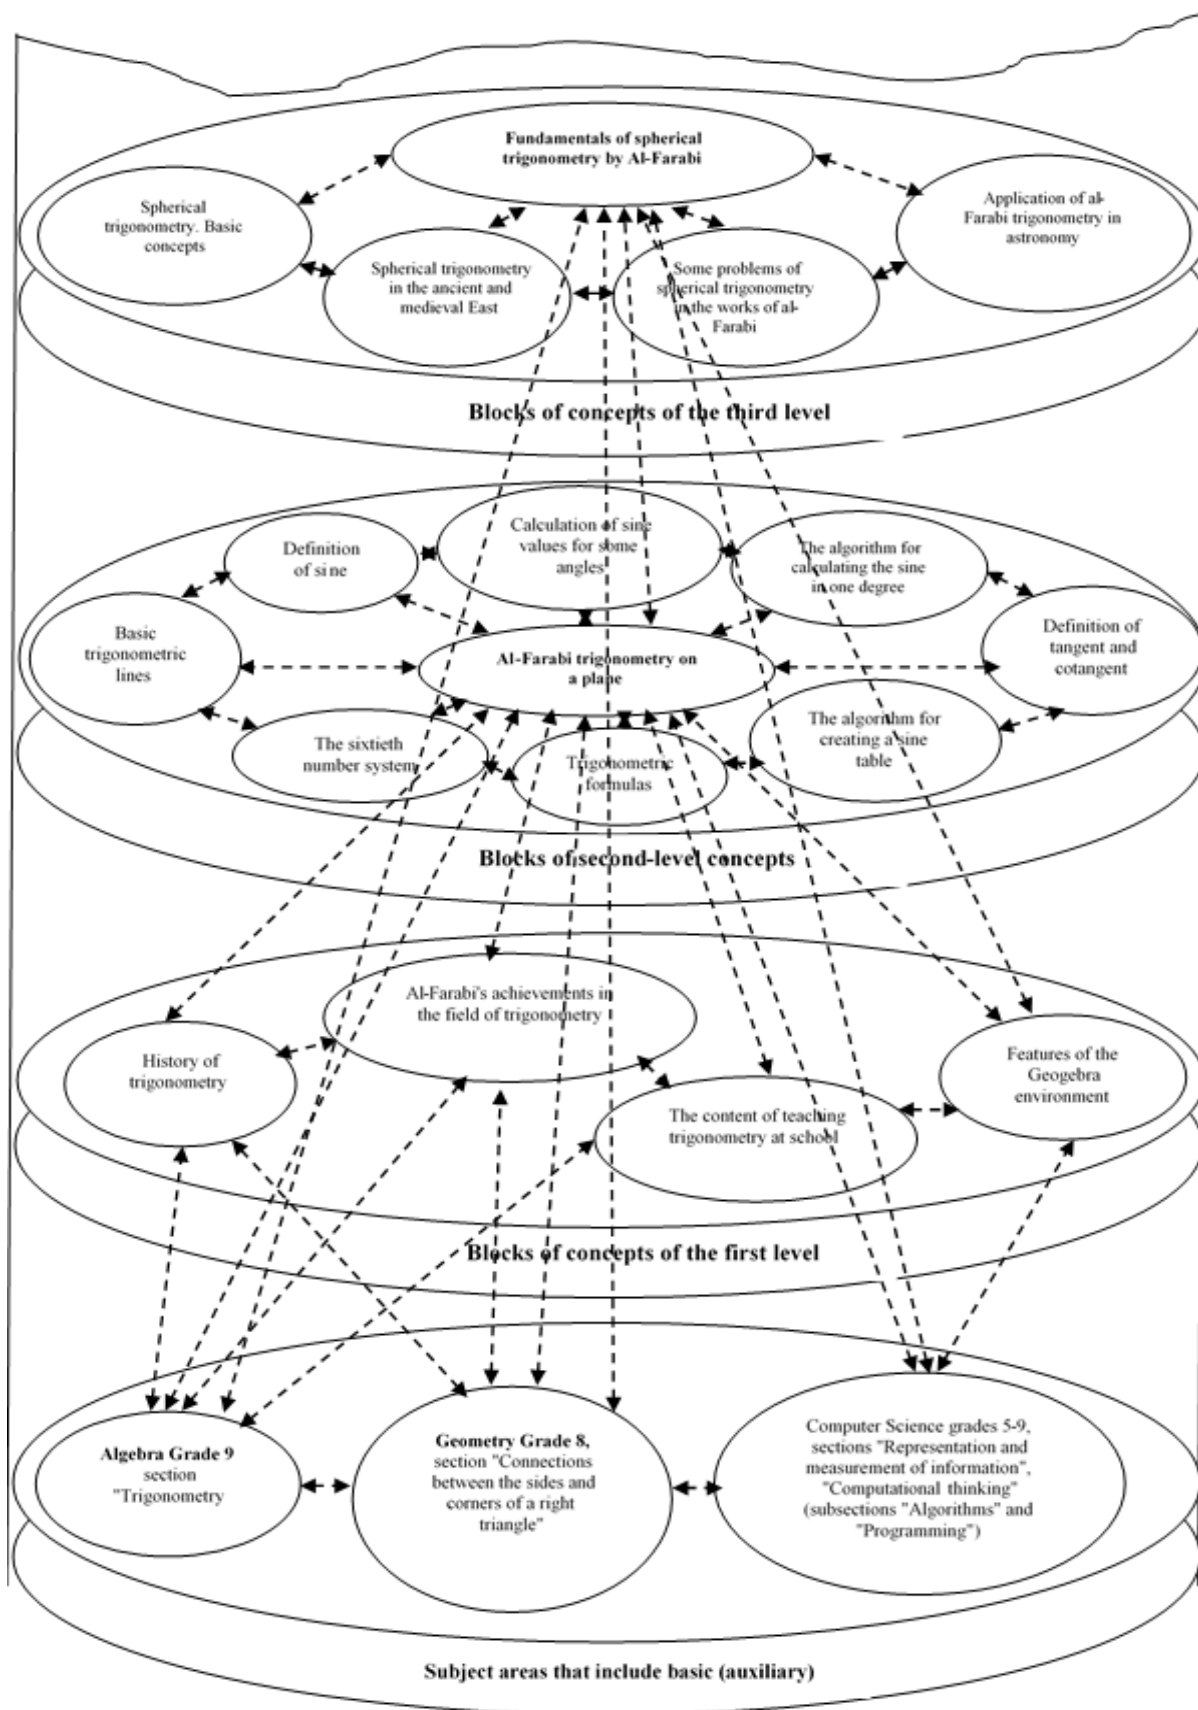 Fundamentals of spherical
trigonometry by Al-Farabi
Spherical
trigonometry. Basic
concepts
Application of al-
Farabi trigonometry in
astronomy
Spherical trigonometry
in the ancient and
medieval East
Some problems of
spherical trigonometry
in the works of al-
Farabi
Blocks of concepts of the third level
Definition
of sine
Calculation of sine
values for some
angles
The algorithm for
calculating the sine
in one degree
Basic
trigonometric
lines
Al-Farabi trigonometry on
a plane
Definition of
tangent and
cotangent
The sixtieth
number system
Trigonometric
formulas
The algorithm for
creating a sine
table
Blocks of second-level concepts
Al-Farabi's achievements in
the field of trigonometry
History of
trigonometry
The content of teaching
trigonometry at school
Features of the
Geogebra
environment
Blocks of concepts of the first level
Algebra Grade 9
section
"Trigonometry
Geometry Grade 8,
section "Connections
between the sides and
corners of a right
triangle"
Computer Science grades 5-9,
sections "Representation and
measurement of information",
"Computational thinking"
(subsections "Algorithms" and
"Programming")
Subject areas that include basic (auxiliary)